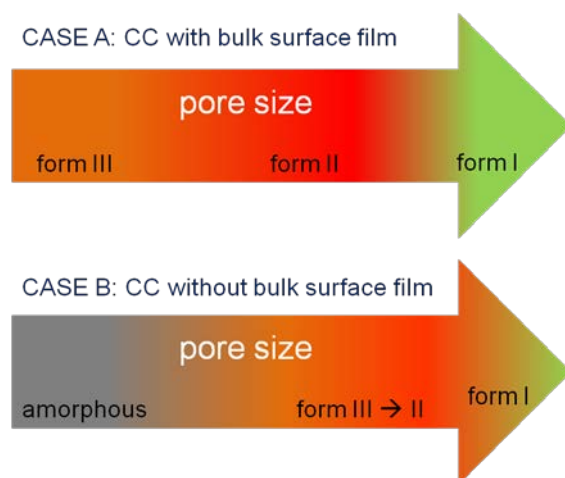 CASE A: CC with bulk surface film
pore size
form III form II form I
CASE B: CC without bulk surface film
pore size
amorphous form III → II form I